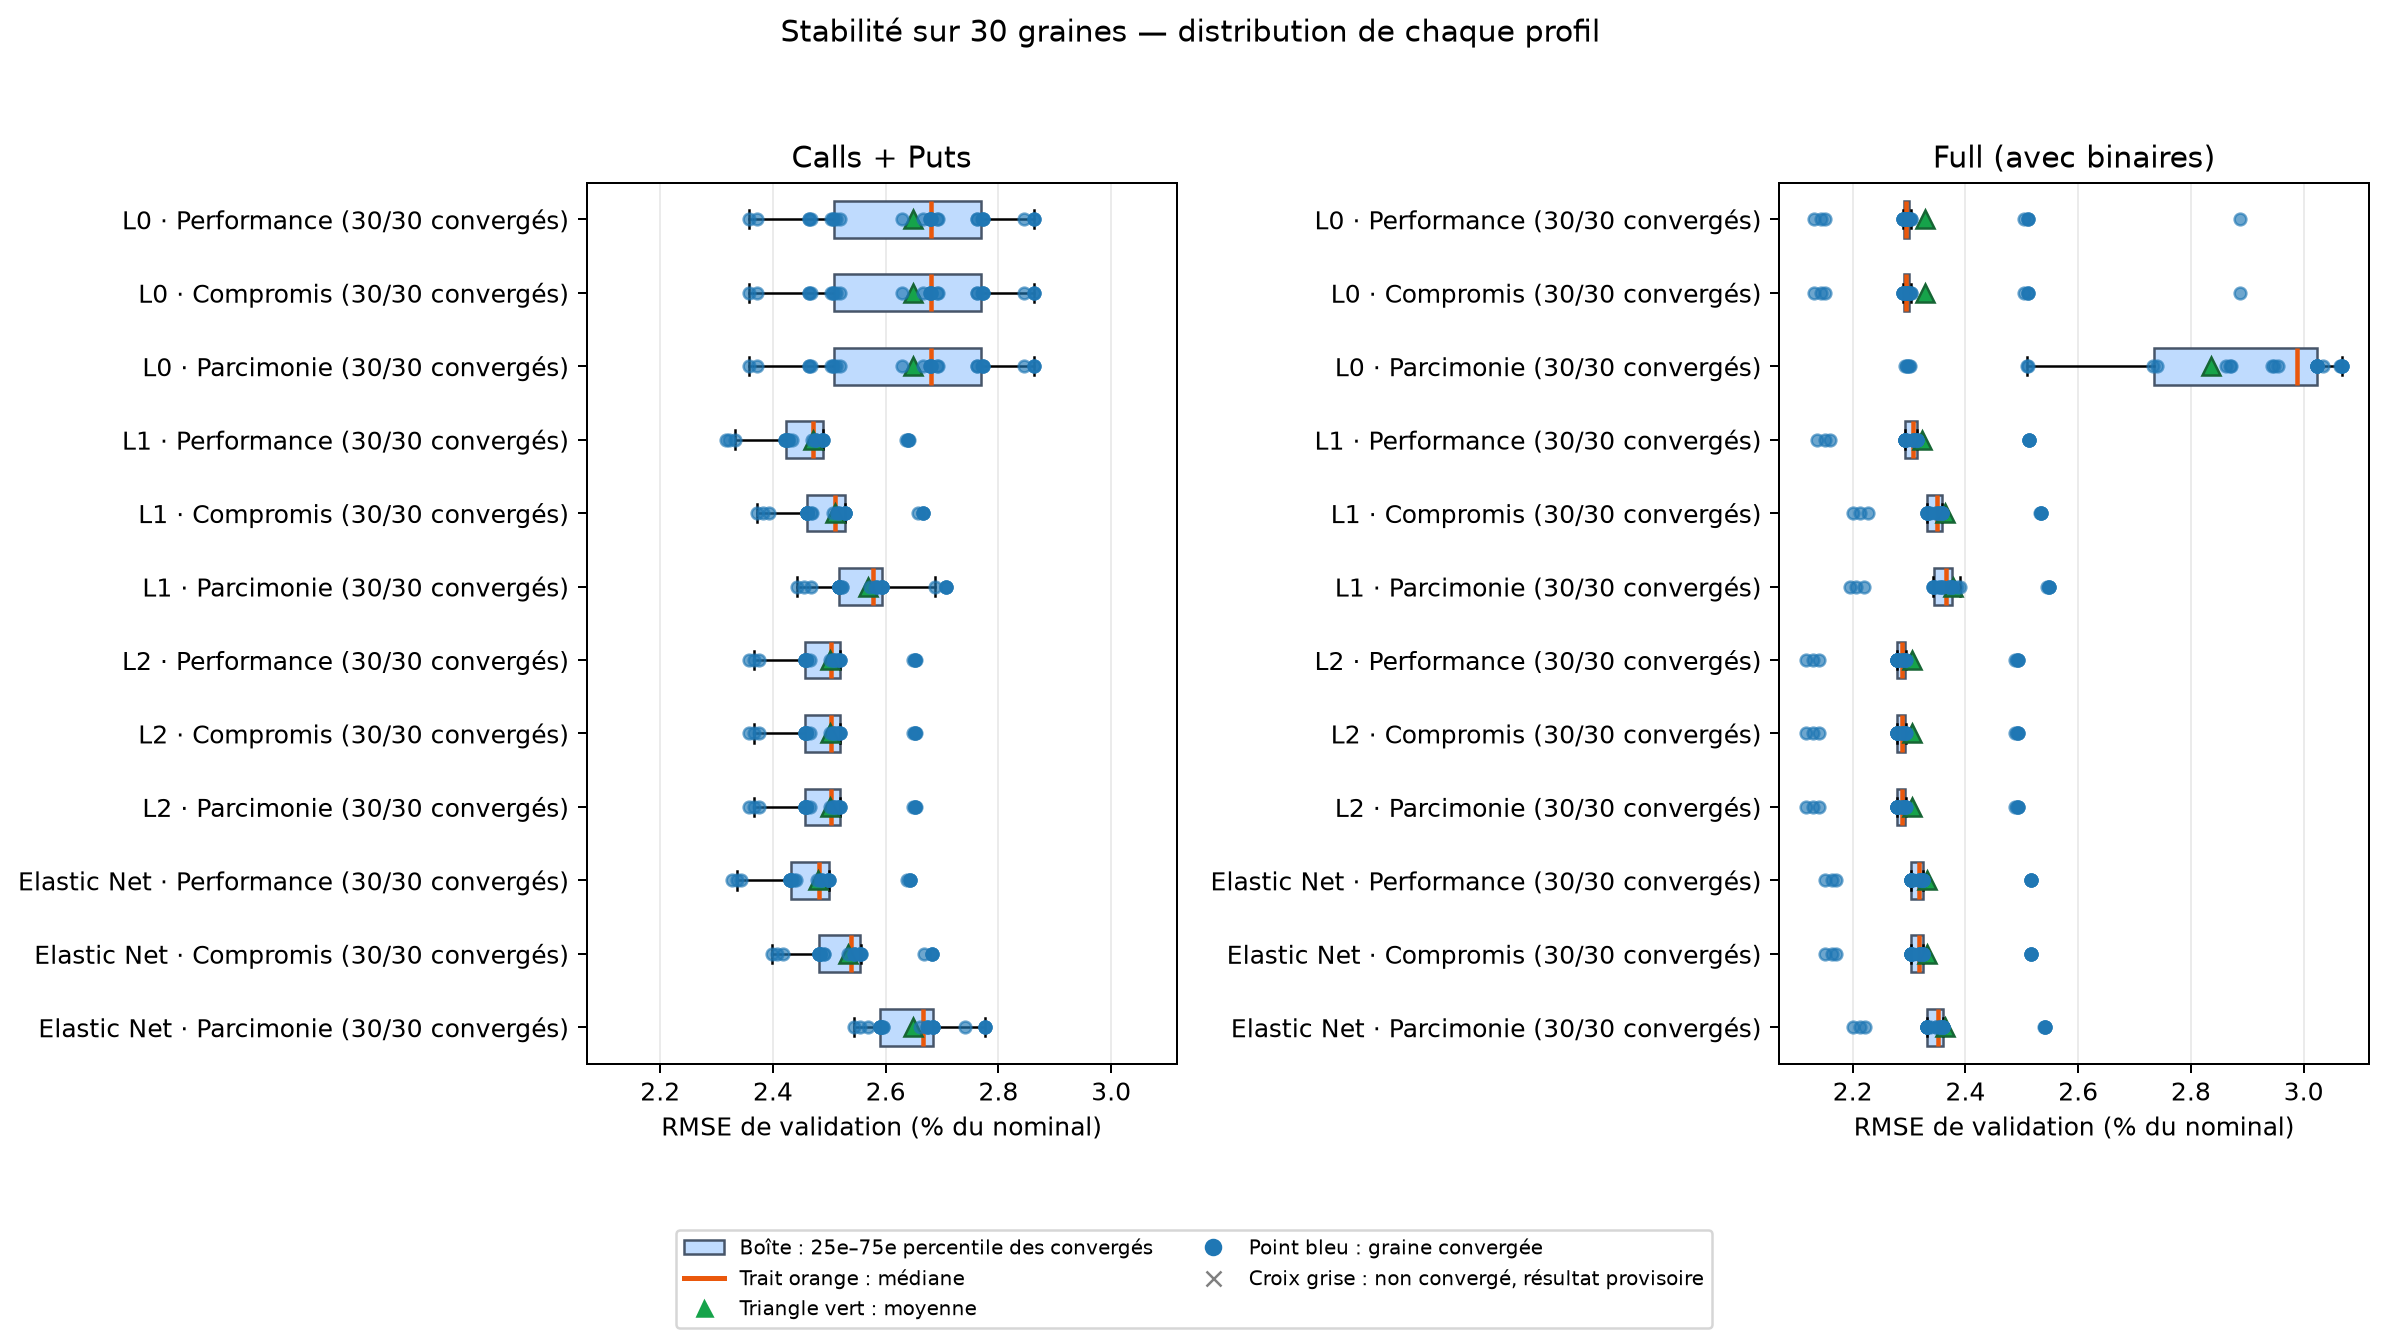 Stabilité sur 30 graines — distribution de chaque profil
Calls + Puts
L0 · Performance (30/30 convergés)
L0 · Compromis (30/30 convergés)
L0 · Parcimonie (30/30 convergés)
L1 · Performance (30/30 convergés)
L1 · Compromis (30/30 convergés)
L1 · Parcimonie (30/30 convergés)
L2 · Performance (30/30 convergés)
L2 · Compromis (30/30 convergés)
L2 · Parcimonie (30/30 convergés)
Elastic Net · Performance (30/30 convergés)
Elastic Net · Compromis (30/30 convergés)
Elastic Net · Parcimonie (30/30 convergés)
2.2 2.4 2.6 2.8 3.0
RMSE de validation (% du nominal)
Full (avec binaires)
L0 · Performance (30/30 convergés)
L0 · Compromis (30/30 convergés)
L0 · Parcimonie (30/30 convergés)
L1 · Performance (30/30 convergés)
L1 · Compromis (30/30 convergés)
L1 · Parcimonie (30/30 convergés)
L2 · Performance (30/30 convergés)
L2 · Compromis (30/30 convergés)
L2 · Parcimonie (30/30 convergés)
Elastic Net · Performance (30/30 convergés)
Elastic Net · Compromis (30/30 convergés)
Elastic Net · Parcimonie (30/30 convergés)
2.2 2.4 2.6 2.8 3.0
RMSE de validation (% du nominal)
Boîte : 25e–75e percentile des convergés
Trait orange : médiane
Triangle vert : moyenne
Point bleu : graine convergée
Croix grise : non convergé, résultat provisoire